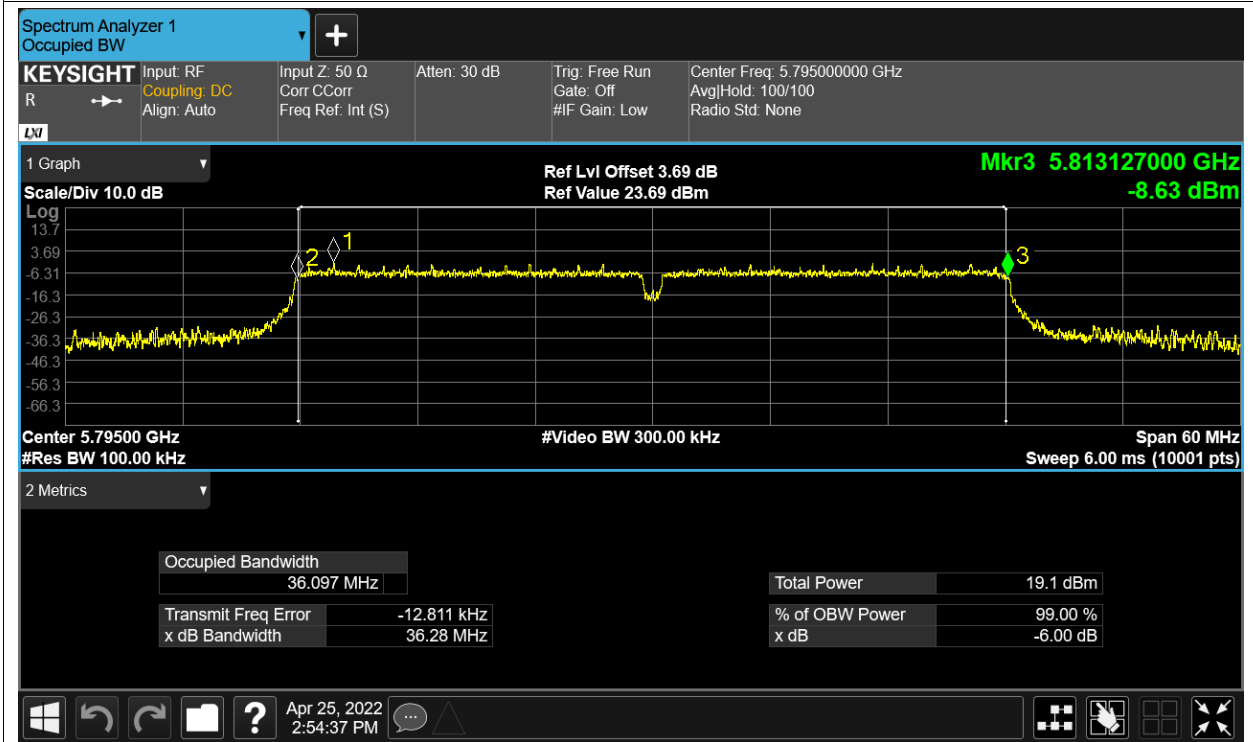 Spectrum Analyzer 1
Occupied BW
KEYSIGHT
R
LXI
Input: RF
Coupling: DC
Align: Auto
Input Z: 50 Ω
Corr CCorr
Freq Ref: Int (S)
Atten: 30 dB
Trig: Free Run
Gate: Off
#IF Gain: Low
Center Freq: 5.795000000 GHz
Avg|Hold: 100/100
Radio Std: None
1 Graph
Scale/Div 10.0 dB
Ref Lvl Offset 3.69 dB
Ref Value 23.69 dBm
Mkr3 5.813127000 GHz
-8.63 dBm
Log
13.7
3.69
-6.31
-16.3
-26.3
-36.3
-46.3
-56.3
-66.3
2
1
3
Center 5.79500 GHz
#Res BW 100.00 kHz
#Video BW 300.00 kHz
Span 60 MHz
Sweep 6.00 ms (10001 pts)
2 Metrics
Occupied Bandwidth
36.097 MHz
Transmit Freq Error -12.811 kHz
x dB Bandwidth 36.28 MHz
Total Power 19.1 dBm
% of OBW Power 99.00 %
x dB -6.00 dB
?
Apr 25, 2022
2:54:37 PM